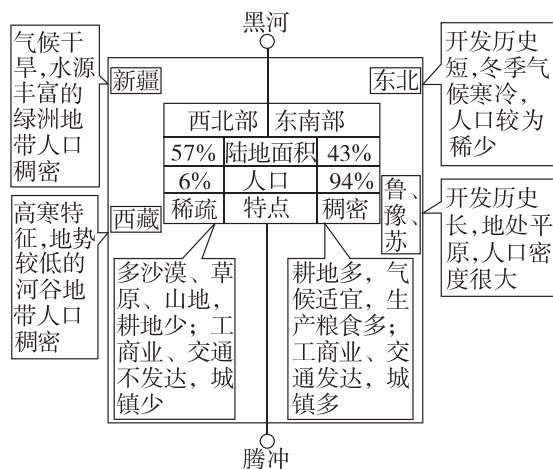 黑河
气候干
旱,水源
丰富的
绿洲地
带人口
稠密
新疆
东北
开发历史
短,冬季气
候寒冷,
人口较为
稀少
西北部 东南部
57% 陆地面积 43%
6% 人口 94%
稀疏 特点 稠密
高寒特
征,地势
较低的
河谷地
带人口
稠密
西藏
鲁、
豫、
苏
开发历史
长,地处平
原,人口密
度很大
多沙漠、草
原、山地,
耕地少;工
商业、交通
不发达,城
镇少
耕地多,气
候适宜,生
产粮食多;
工商业、交
通发达,城
镇多
腾冲